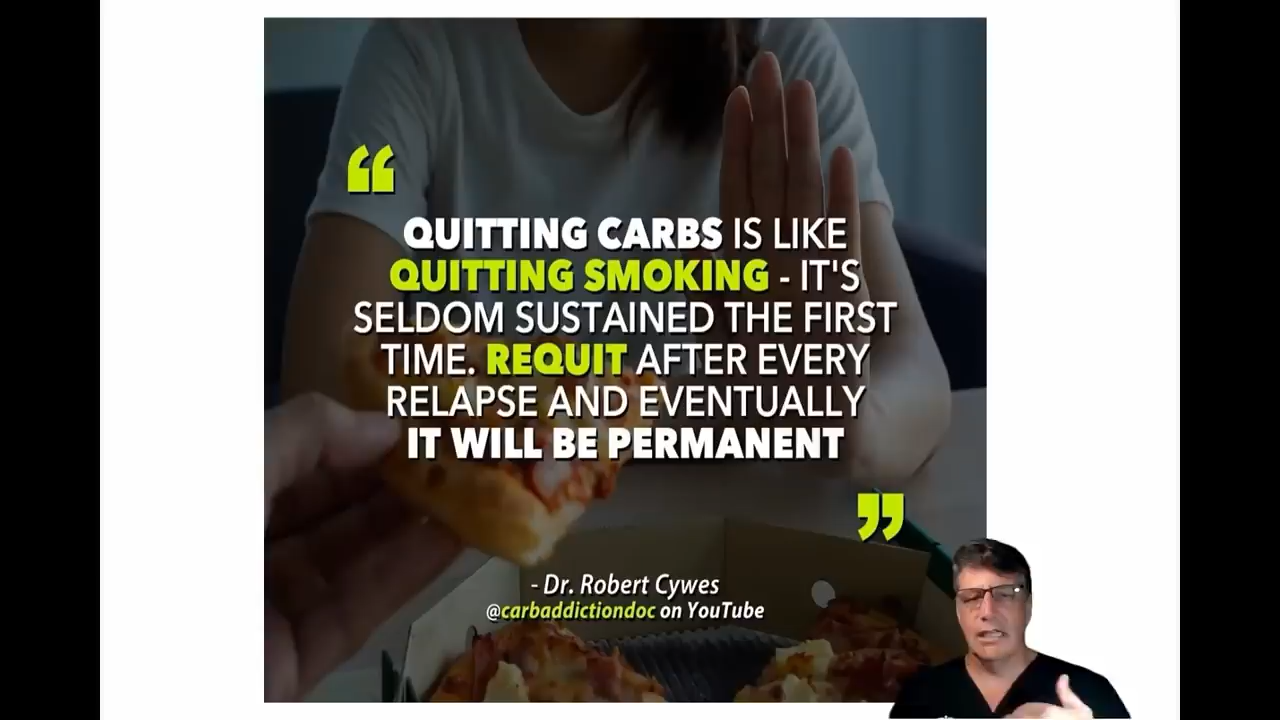 “
QUITTING CARBS IS LIKE
QUITTING SMOKING - IT'S
SELDOM SUSTAINED THE FIRST
TIME. REQUIT AFTER EVERY
RELAPSE AND EVENTUALLY
IT WILL BE PERMANENT
”
- Dr. Robert Cywes
@carbaddictiondoc on YouTube